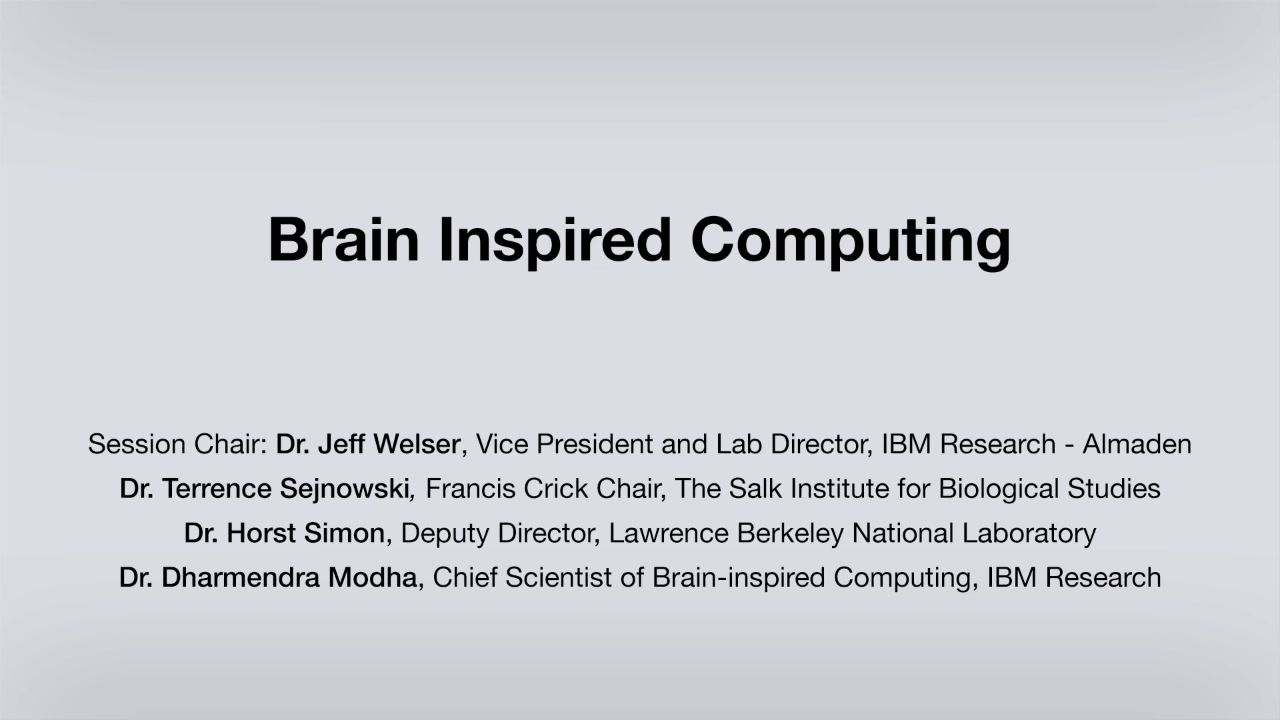 Brain Inspired Computing
Session Chair: Dr. Jeff Welser, Vice President and Lab Director, IBM Research - Almaden
Dr. Terrence Sejnowski, Francis Crick Chair, The Salk Institute for Biological Studies
Dr. Horst Simon, Deputy Director, Lawrence Berkeley National Laboratory
Dr. Dharmendra Modha, Chief Scientist of Brain-inspired Computing, IBM Research